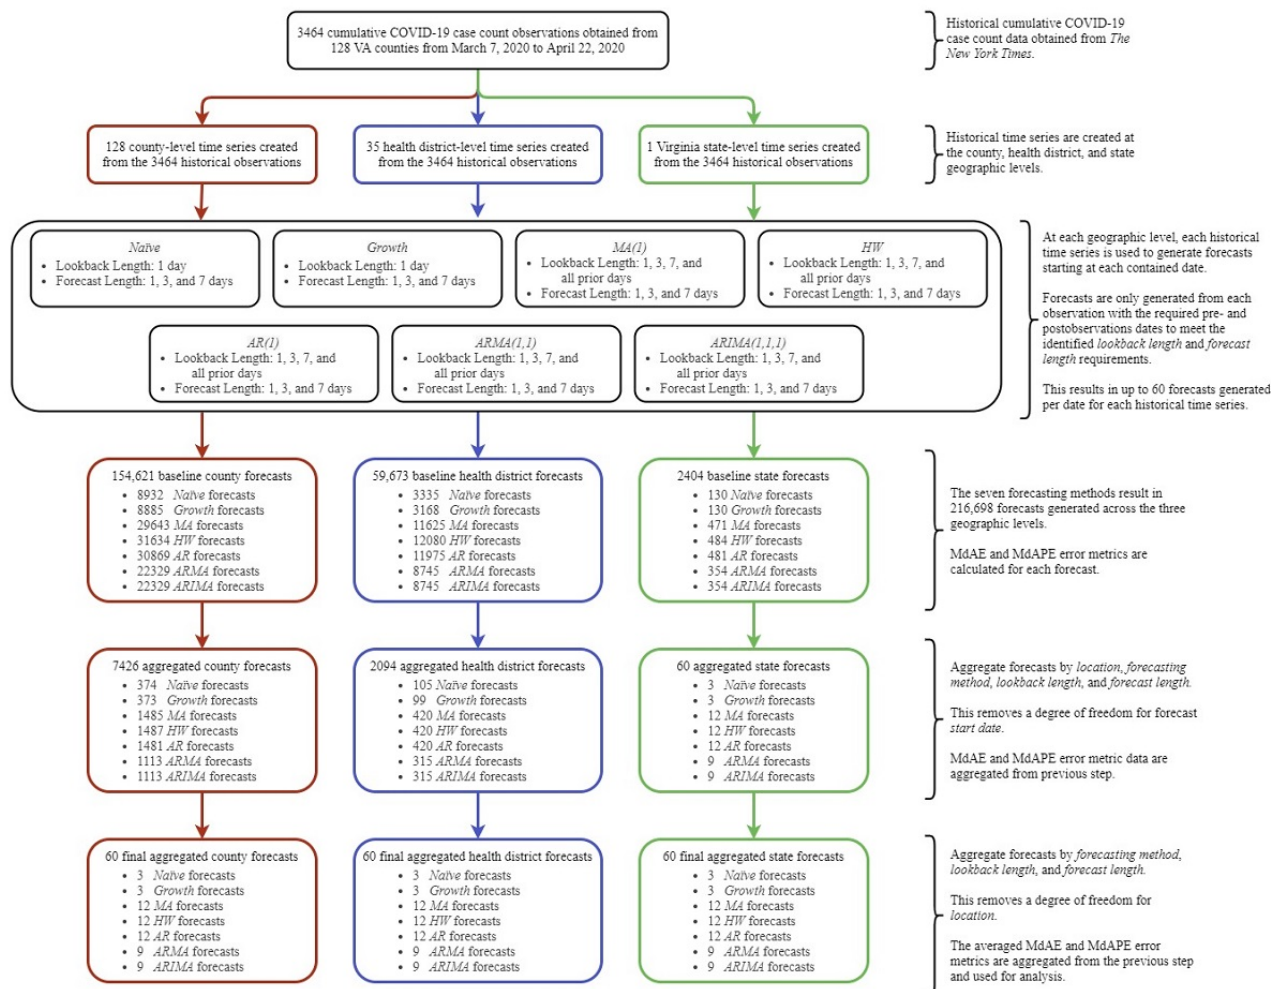 3464 cumulative COVID-19 case count observations obtained from
128 VA counties from March 7, 2020 to April 22, 2020
Historical cumulative COVID-19
case count data obtained from The
New York Times.
128 county-level time series created
from the 3464 historical observations
35 health district-level time series created
from the 3464 historical observations
1 Virginia state-level time series created
from the 3464 historical observations
Historical time series are created at
the county, health district, and state
geographic levels.
Naïve
• Lookback Length: 1 day
• Forecast Length: 1, 3, and 7 days
Growth
• Lookback Length: 1 day
• Forecast Length: 1, 3, and 7 days
MA(1)
• Lookback Length: 1, 3, 7, and
all prior days
• Forecast Length: 1, 3, and 7 days
HW
• Lookback Length: 1, 3, 7, and
all prior days
• Forecast Length: 1, 3, and 7 days
AR(1)
• Lookback Length: 1, 3, 7, and
all prior days
• Forecast Length: 1, 3, and 7 days
ARMA(1,1)
• Lookback Length: 1, 3, 7, and
all prior days
• Forecast Length: 1, 3, and 7 days
ARIMA(1,1,1)
• Lookback Length: 1, 3, 7, and
all prior days
• Forecast Length: 1, 3, and 7 days
At each geographic level, each historical
time series is used to generate forecasts
starting at each contained date.
Forecasts are only generated from each
observation with the required pre- and
postobservations dates to meet the
identified lookback length and forecast
length requirements.
This results in up to 60 forecasts generated
per date for each historical time series.
154,621 baseline county forecasts
• 8932 Naïve forecasts
• 8885 Growth forecasts
• 29643 MA forecasts
• 31634 HW forecasts
• 30869 AR forecasts
• 22329 ARMA forecasts
• 22329 ARIMA forecasts
59,673 baseline health district forecasts
• 3335 Naïve forecasts
• 3168 Growth forecasts
• 11625 MA forecasts
• 12080 HW forecasts
• 11975 AR forecasts
• 8745 ARMA forecasts
• 8745 ARIMA forecasts
2404 baseline state forecasts
• 130 Naïve forecasts
• 130 Growth forecasts
• 471 MA forecasts
• 484 HW forecasts
• 481 AR forecasts
• 354 ARMA forecasts
• 354 ARIMA forecasts
The seven forecasting methods result in
216,698 forecasts generated across the three
geographic levels.
MdAE and MdAPE error metrics are
calculated for each forecast.
7426 aggregated county forecasts
• 374 Naïve forecasts
• 373 Growth forecasts
• 1485 MA forecasts
• 1487 HW forecasts
• 1481 AR forecasts
• 1113 ARMA forecasts
• 1113 ARIMA forecasts
2094 aggregated health district forecasts
• 105 Naïve forecasts
• 99 Growth forecasts
• 420 MA forecasts
• 420 HW forecasts
• 420 AR forecasts
• 315 ARMA forecasts
• 315 ARIMA forecasts
60 aggregated state forecasts
• 3 Naïve forecasts
• 3 Growth forecasts
• 12 MA forecasts
• 12 HW forecasts
• 12 AR forecasts
• 9 ARMA forecasts
• 9 ARIMA forecasts
Aggregate forecasts by location, forecasting
method, lookback length, and forecast length.
This removes a degree of freedom for forecast
start date.
MdAE and MdAPE error metric data are
aggregated from previous step.
60 final aggregated county forecasts
• 3 Naïve forecasts
• 3 Growth forecasts
• 12 MA forecasts
• 12 HW forecasts
• 12 AR forecasts
• 9 ARMA forecasts
• 9 ARIMA forecasts
60 final aggregated health district forecasts
• 3 Naïve forecasts
• 3 Growth forecasts
• 12 MA forecasts
• 12 HW forecasts
• 12 AR forecasts
• 9 ARMA forecasts
• 9 ARIMA forecasts
60 final aggregated state forecasts
• 3 Naïve forecasts
• 3 Growth forecasts
• 12 MA forecasts
• 12 HW forecasts
• 12 AR forecasts
• 9 ARMA forecasts
• 9 ARIMA forecasts
Aggregate forecasts by forecasting method,
lookback length, and forecast length.
This removes a degree of freedom for
location.
The averaged MdAE and MdAPE error
metrics are aggregated from the previous step
and used for analysis.